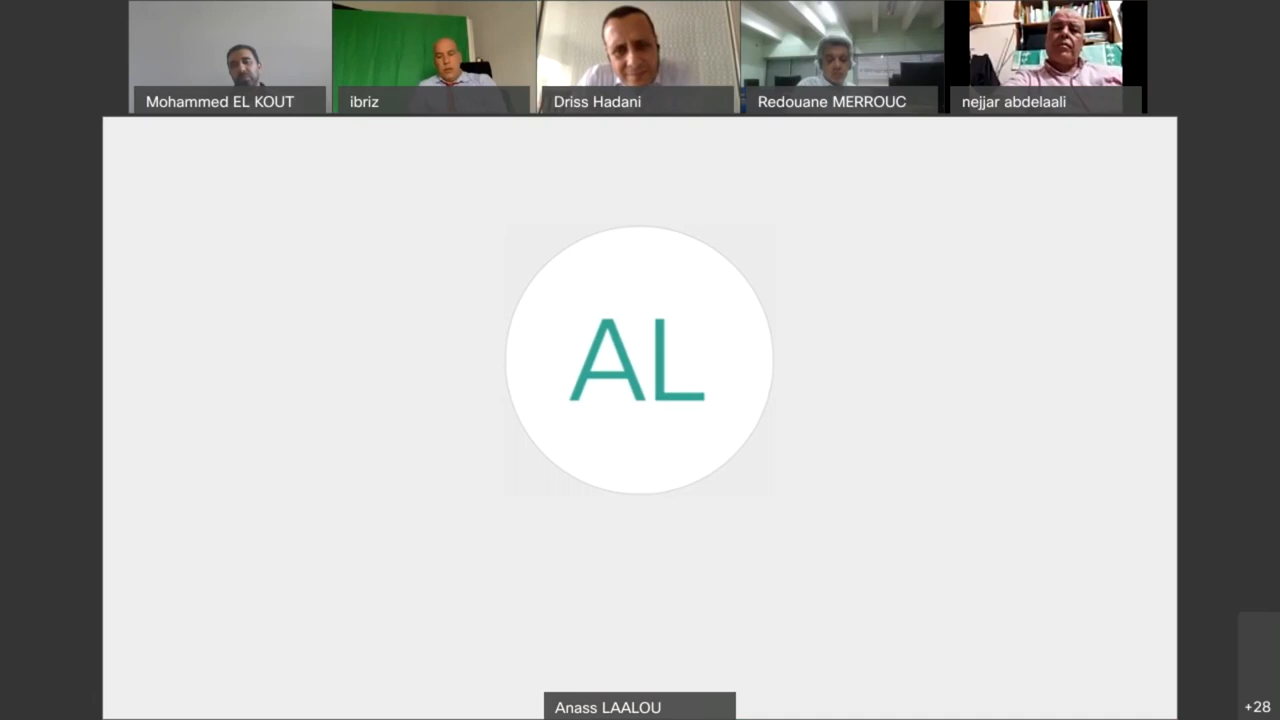 Mohammed EL KOUT
ibriz
Driss Hadani
Redouane MERROUC
nejjar abdelaali
AL
Anass LAALOU
+28